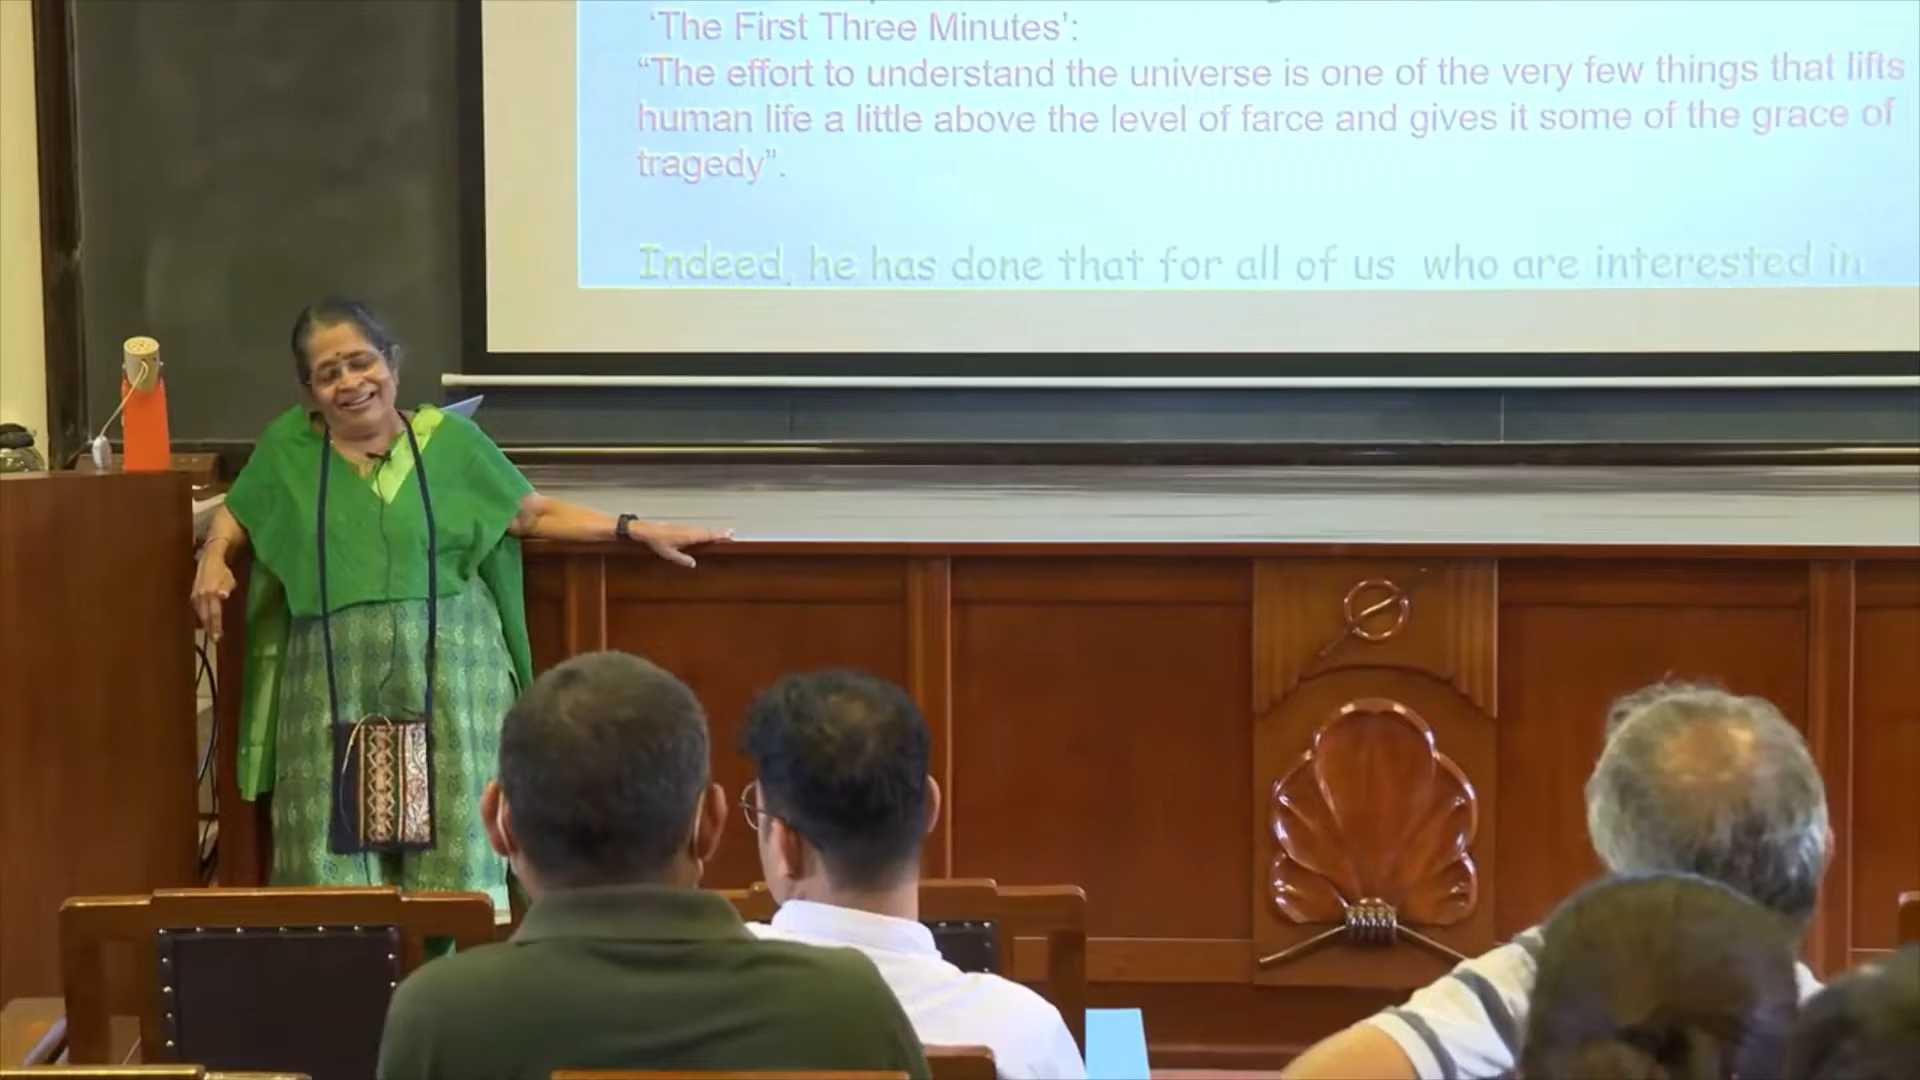 ‘The First Three Minutes’:
“The effort to understand the universe is one of the very few things that lifts
human life a little above the level of farce and gives it some of the grace of
tragedy”.
Indeed, he has done that for all of us who are interested in